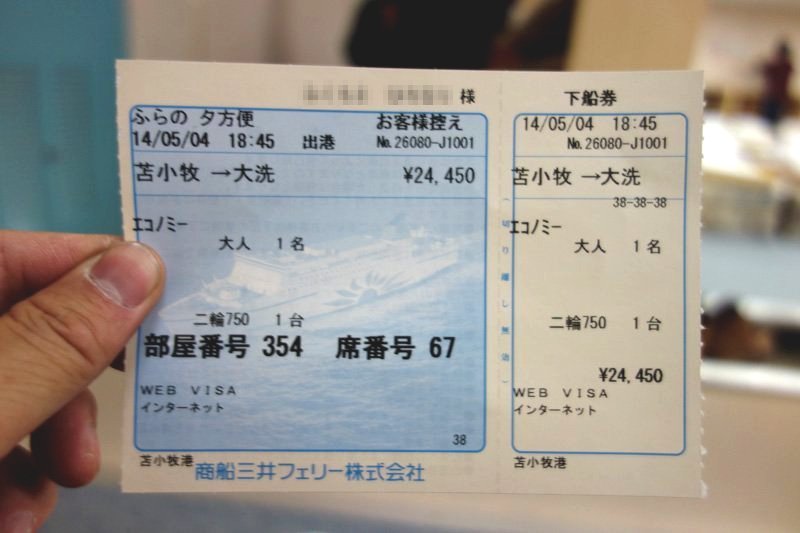 様
ふらの 夕方便
お客様控え
14/05/04 18:45 出港
No.26080-J1001
苫小牧 →大洗 ¥24,450
エコノミー
大人 1名
二輪750 1台
部屋番号 354 席番号 67
WEB VISA
インターネット
38
苫小牧港
商船三井フェリー株式会社
(切り離し無効)
下船券
14/05/04 18:45
No.26080-J1001
苫小牧 →大洗
38-38-38
エコノミー
大人 1名
二輪750 1台
¥24,450
WEB VISA
インターネット
苫小牧港